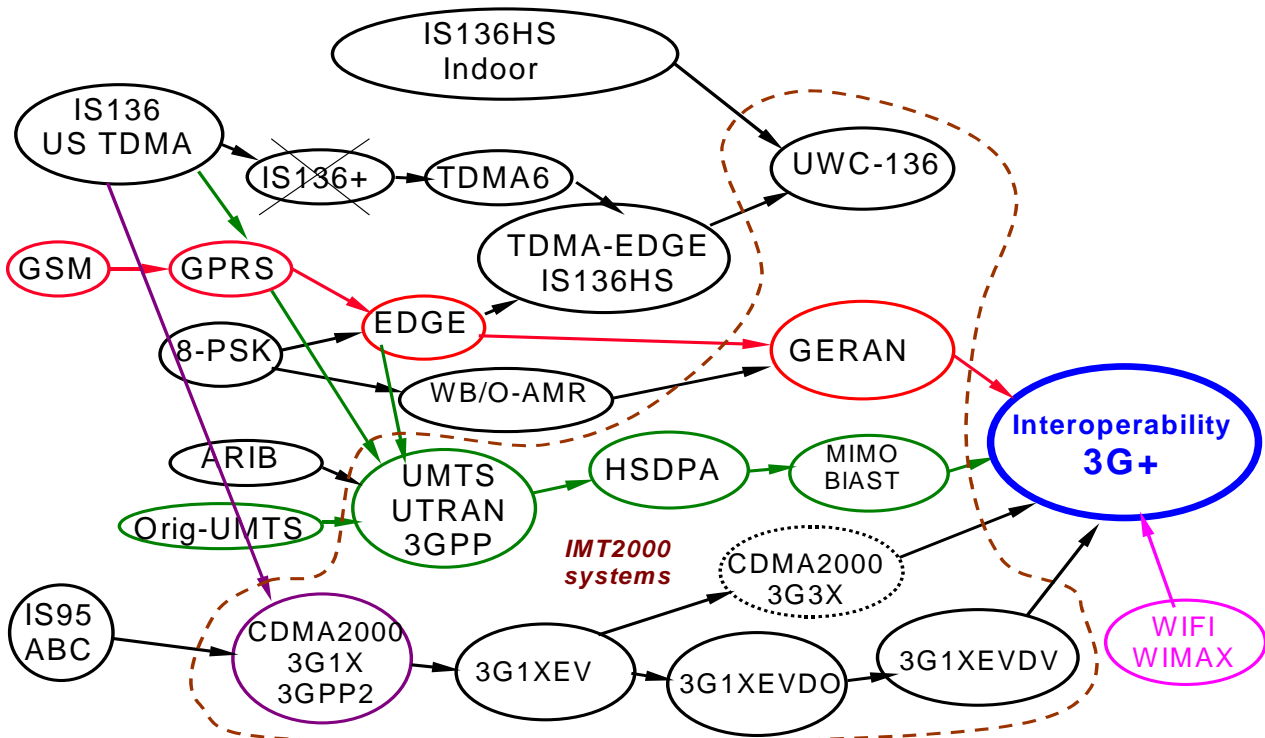 IS136HS
Indoor
IS136
US TDMA
IS136+
TDMA6
UWC-136
TDMA-EDGE
IS136HS
GSM
GPRS
EDGE
8-PSK
GERAN
WB/O-AMR
ARIB
UMTS
UTRAN
3GPP
HSDPA
MIMO
BIAST
Interoperability
3G+
Orig-UMTS
IMT2000
systems
CDMA2000
3G3X
IS95
ABC
CDMA2000
3G1X
3GPP2
3G1XEV
3G1XEVDO
3G1XEVDV
WIFI
WIMAX